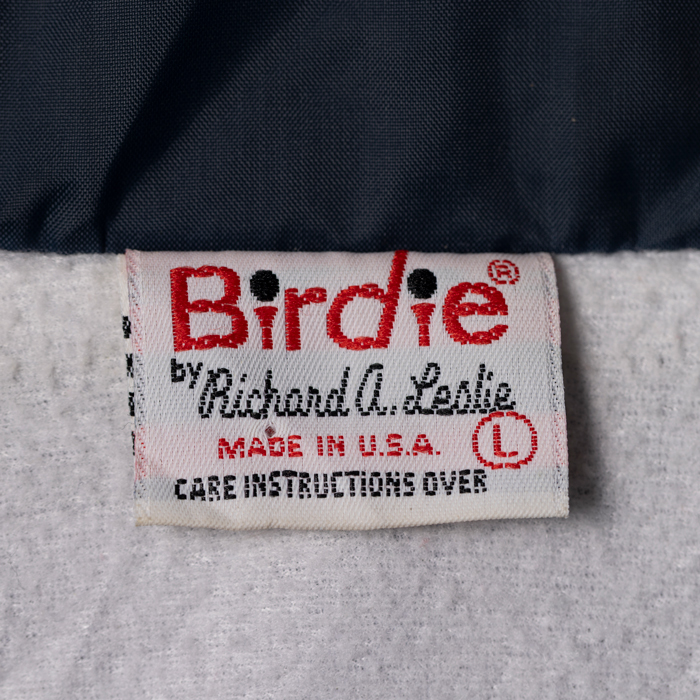 Birdie®
by Richard A. Leslie
MADE IN U.S.A. L
CARE INSTRUCTIONS OVER